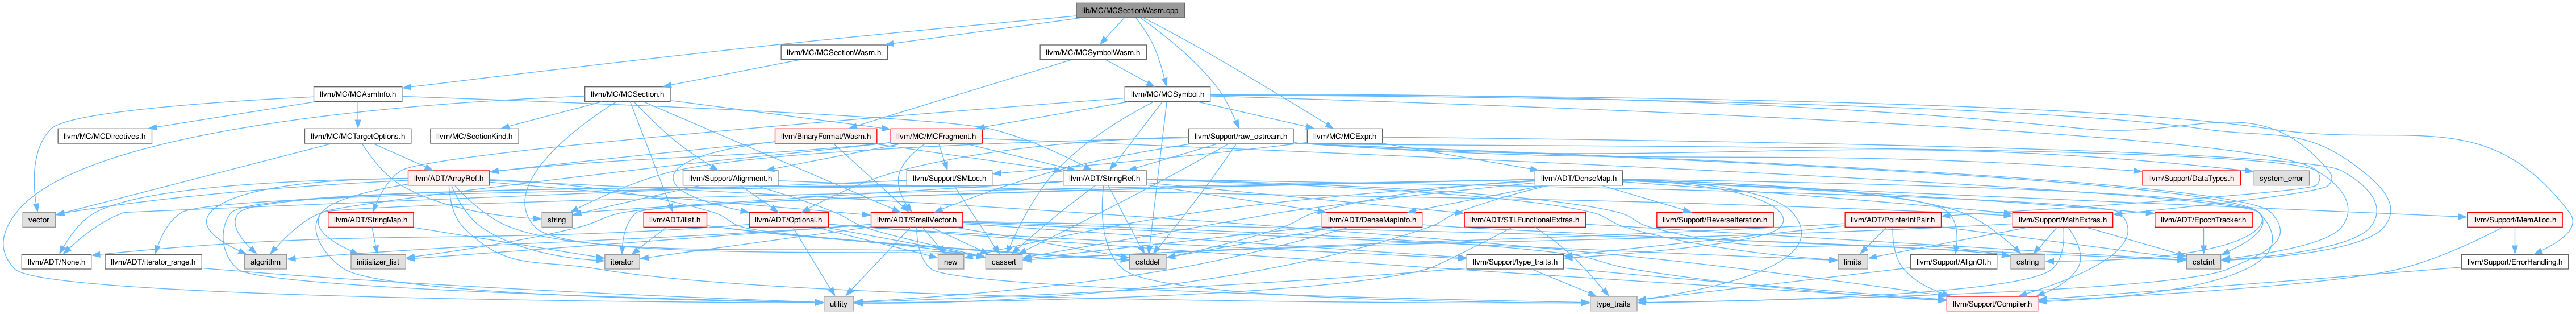 lib/MC/MCSectionWasm.cpp
llvm/MC/MCSectionWasm.h
llvm/MC/MCSymbolWasm.h
llvm/MC/MCAsmInfo.h
llvm/MC/MCSection.h
llvm/MC/MCSymbol.h
llvm/MC/MCDirectives.h
llvm/MC/MCTargetOptions.h
llvm/MC/SectionKind.h
llvm/BinaryFormat/Wasm.h
llvm/MC/MCFragment.h
llvm/Support/raw_ostream.h
llvm/MC/MCExpr.h
llvm/ADT/ArrayRef.h
llvm/Support/Alignment.h
llvm/Support/SMLoc.h
llvm/ADT/StringRef.h
llvm/ADT/DenseMap.h
llvm/Support/DataTypes.h
system_error
vector
llvm/ADT/StringMap.h
string
llvm/ADT/ilist.h
llvm/ADT/Optional.h
llvm/ADT/SmallVector.h
llvm/ADT/DenseMapInfo.h
llvm/ADT/STLFunctionalExtras.h
llvm/Support/ReverseIteration.h
llvm/ADT/PointerIntPair.h
llvm/Support/MathExtras.h
llvm/ADT/EpochTracker.h
llvm/Support/MemAlloc.h
llvm/ADT/None.h
llvm/ADT/iterator_range.h
algorithm
initializer_list
iterator
new
cassert
cstddef
llvm/Support/type_traits.h
limits
llvm/Support/AlignOf.h
cstring
cstdint
llvm/Support/ErrorHandling.h
utility
type_traits
llvm/Support/Compiler.h